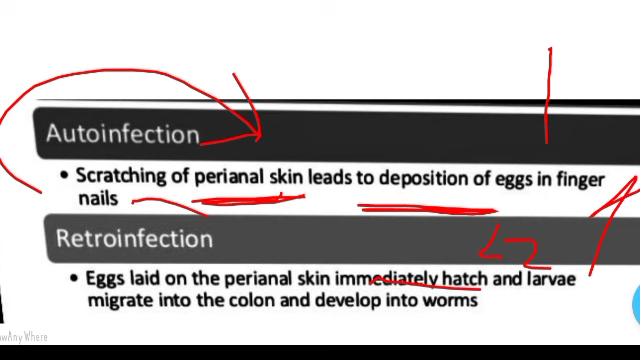 Autoinfection
• Scratching of perianal skin leads to deposition of eggs in finger
nails
Retroinfection
• Eggs laid on the perianal skin immediately hatch and larvae
migrate into the colon and develop into worms
awAnyWhere